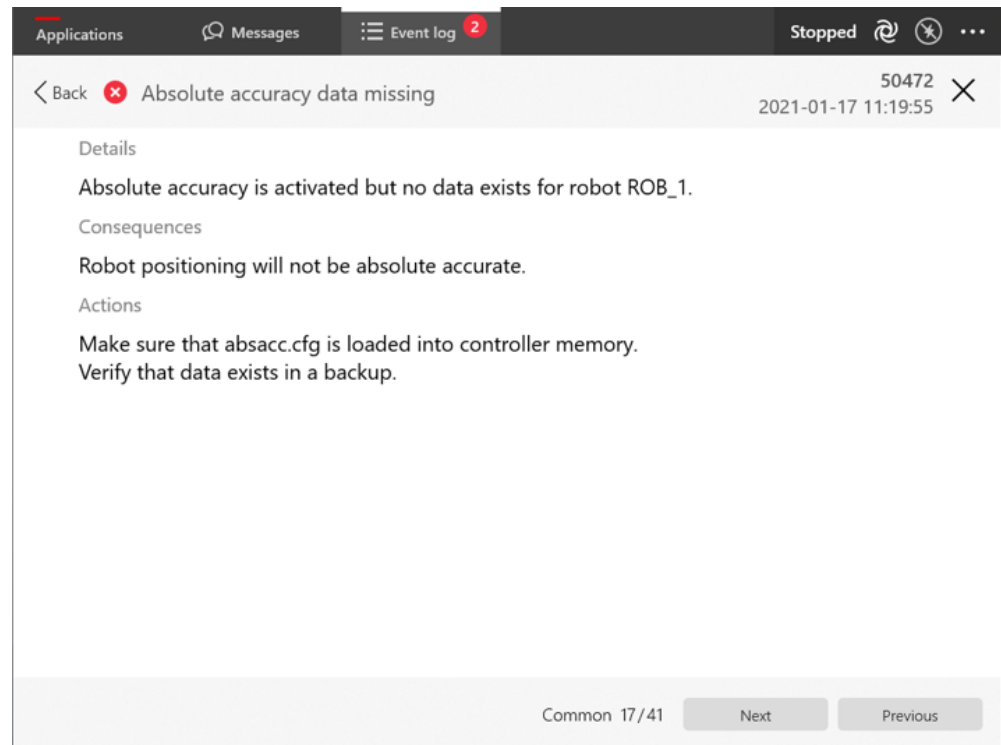 Applications Messages Event log 2 Stopped
Back Absolute accuracy data missing 50472
2021-01-17 11:19:55
Details
Absolute accuracy is activated but no data exists for robot ROB_1.
Consequences
Robot positioning will not be absolute accurate.
Actions
Make sure that absacc.cfg is loaded into controller memory.
Verify that data exists in a backup.
Common 17/41 Next Previous